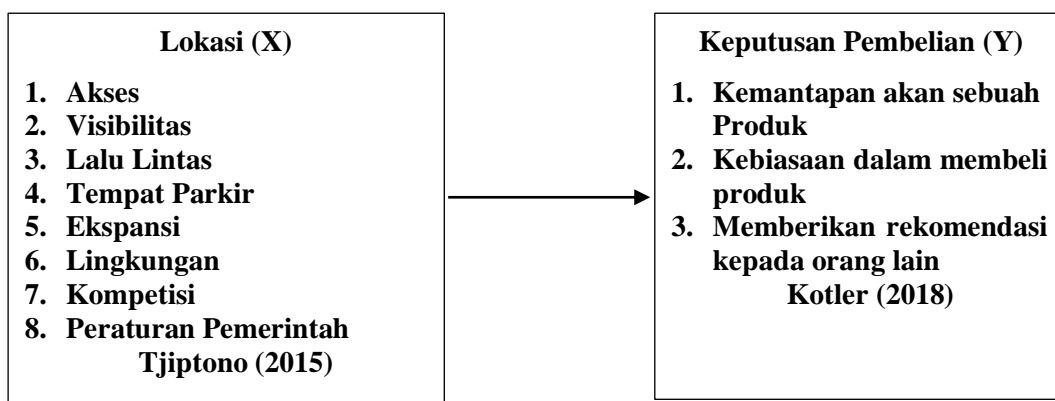 Lokasi (X)
1. Akses
2. Visibilitas
3. Lalu Lintas
4. Tempat Parkir
5. Ekspansi
6. Lingkungan
7. Kompetisi
8. Peraturan Pemerintah
Tjiptono (2015)
Keputusan Pembelian (Y)
1. Kemantapan akan sebuah
Produk
2. Kebiasaan dalam membeli
produk
3. Memberikan rekomendasi
kepada orang lain
Kotler (2018)